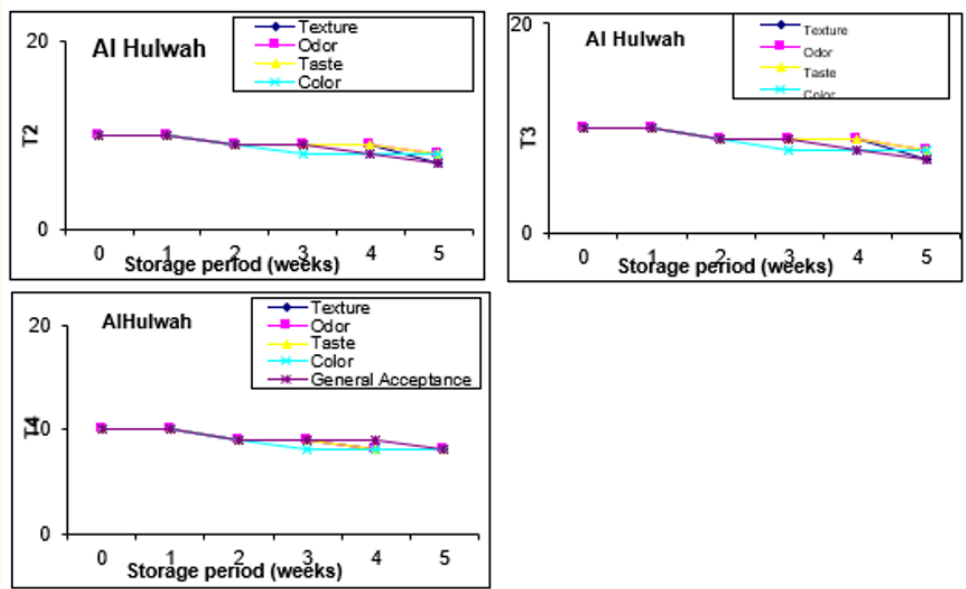 Al Hulwah
Texture
Odor
Taste
Color
20
0
T2
0 1 2 3 4 5
Storage period (weeks)
Al Hulwah
Texture
Odor
Taste
Color
20
0
T3
0 1 2 3 4 5
Storage period (weeks)
AlHulwah
Texture
Odor
Taste
Color
General Acceptance
20
10
0
T4
0 1 2 3 4 5
Storage period (weeks)